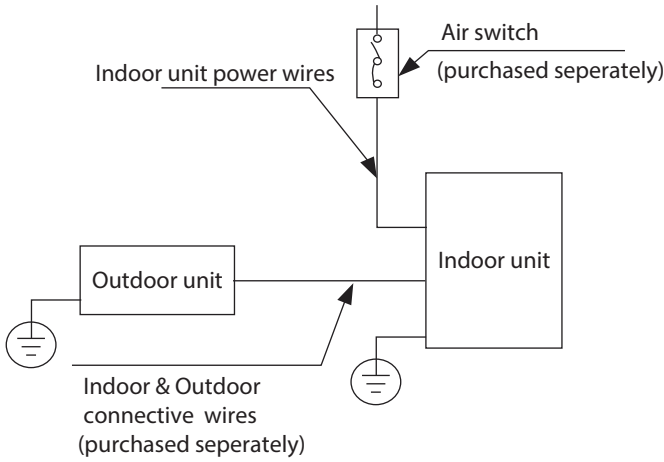 Air switch
(purchased seperately)
Indoor unit power wires
Outdoor unit
Indoor unit
Indoor & Outdoor
connective wires
(purchased seperately)